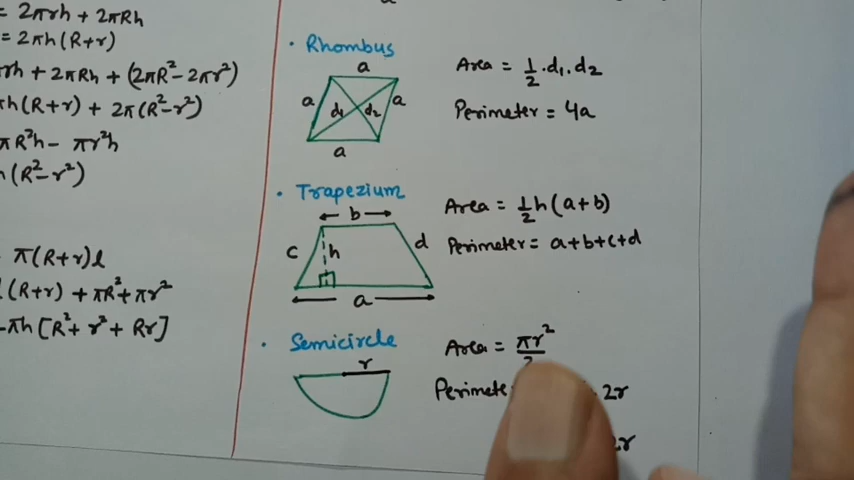 = 2πrh + 2πRh
= 2πh(R+r)
πrh + 2πRh + (2πR² - 2πr²)
πh(R+r) + 2π(R²-r²)
πR²h - πr²h
(R²-r²)
π(R+r)l
(R+r) + πR² + πr²
πh[R² + r² + Rr]
• Rhombus
a
a d₁ d₂ a
a
Area = 1/2 . d₁. d₂
Perimeter = 4a
• Trapezium
b
c h d
a
Area = 1/2 h(a+b)
Perimeter = a+b+c+d
• Semicircle
r
Area = πr²
2r